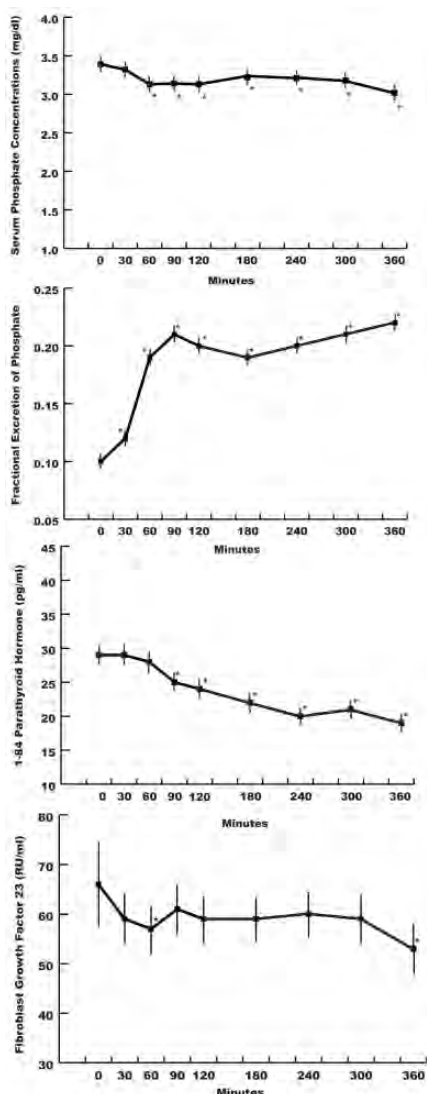 Serum Phosphate Concentrations (mg/dl)
4.0
3.5
3.0
2.5
2.0
1.5
1.0
0 30 60 90 120 180 240 300 360
Minutes
Fractional Excretion of Phosphate
0.25
0.20
0.15
0.10
0.05
0 30 60 90 120 180 240 300 360
Minutes
1-84 Parathyroid Hormone (pg/ml)
45
40
35
30
25
20
15
10
0 30 60 90 120 180 240 300 360
Minutes
Fibroblast Growth Factor 23 (RU/ml)
80
70
60
50
40
30
0 30 60 90 120 180 240 300 360
Minutes